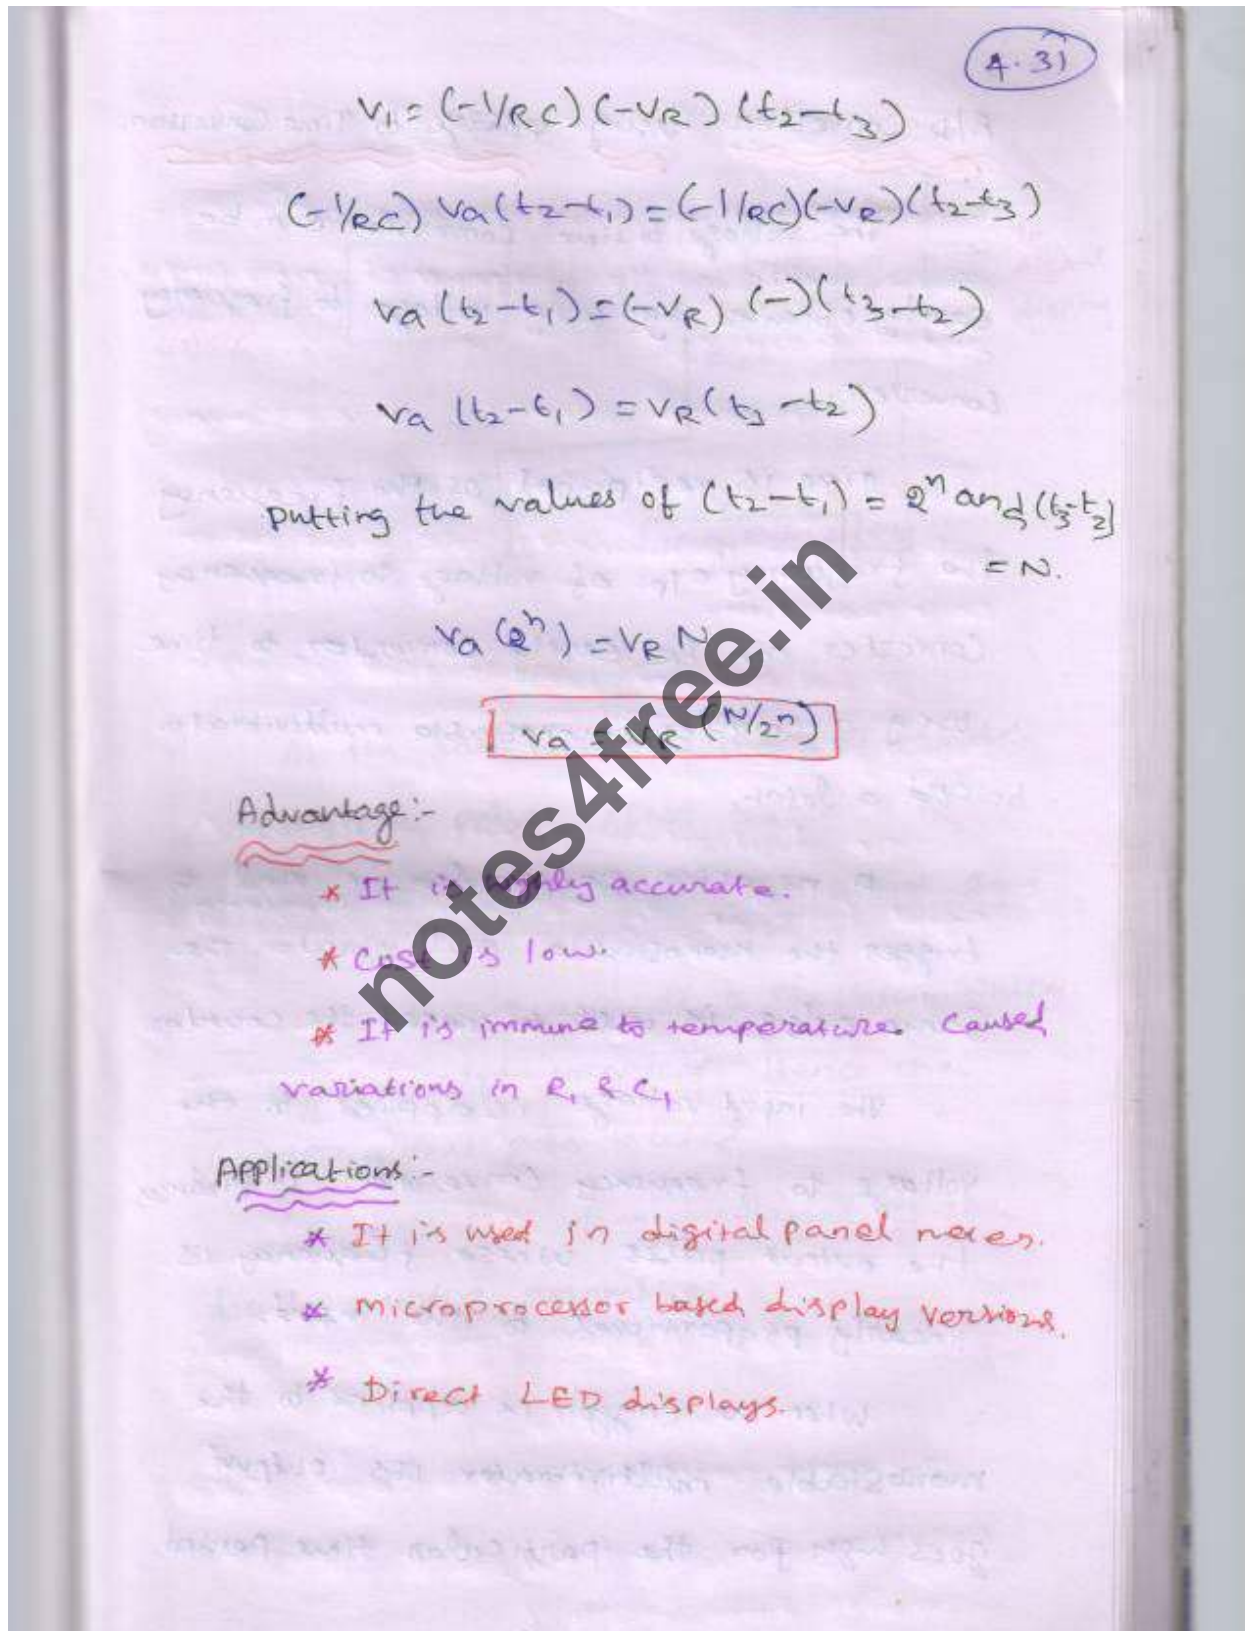 4.31
V1 = (-1/RC) (-VR) (t2-t3)
(-1/RC) Va(t2-t1) = (-1/RC)(-VR)(t2-t3)
Va (t2-t1) = (-VR) (-)(t3-t2)
Va (t2-t1) = VR(t3-t2)
putting the values of (t2-t1) = 2^n and (t3-t2)
= N.
Va (2^n) = VR N
Va = VR (N/2^n)
Advantage:-
* It is highly accurate.
* Cost is low.
* It is immune to temperature. Caused
variations in R1 & C1
Applications:-
* It is used in digital panel
* Microprocessor based display versions.
* Direct LED displays.
notes4free.in